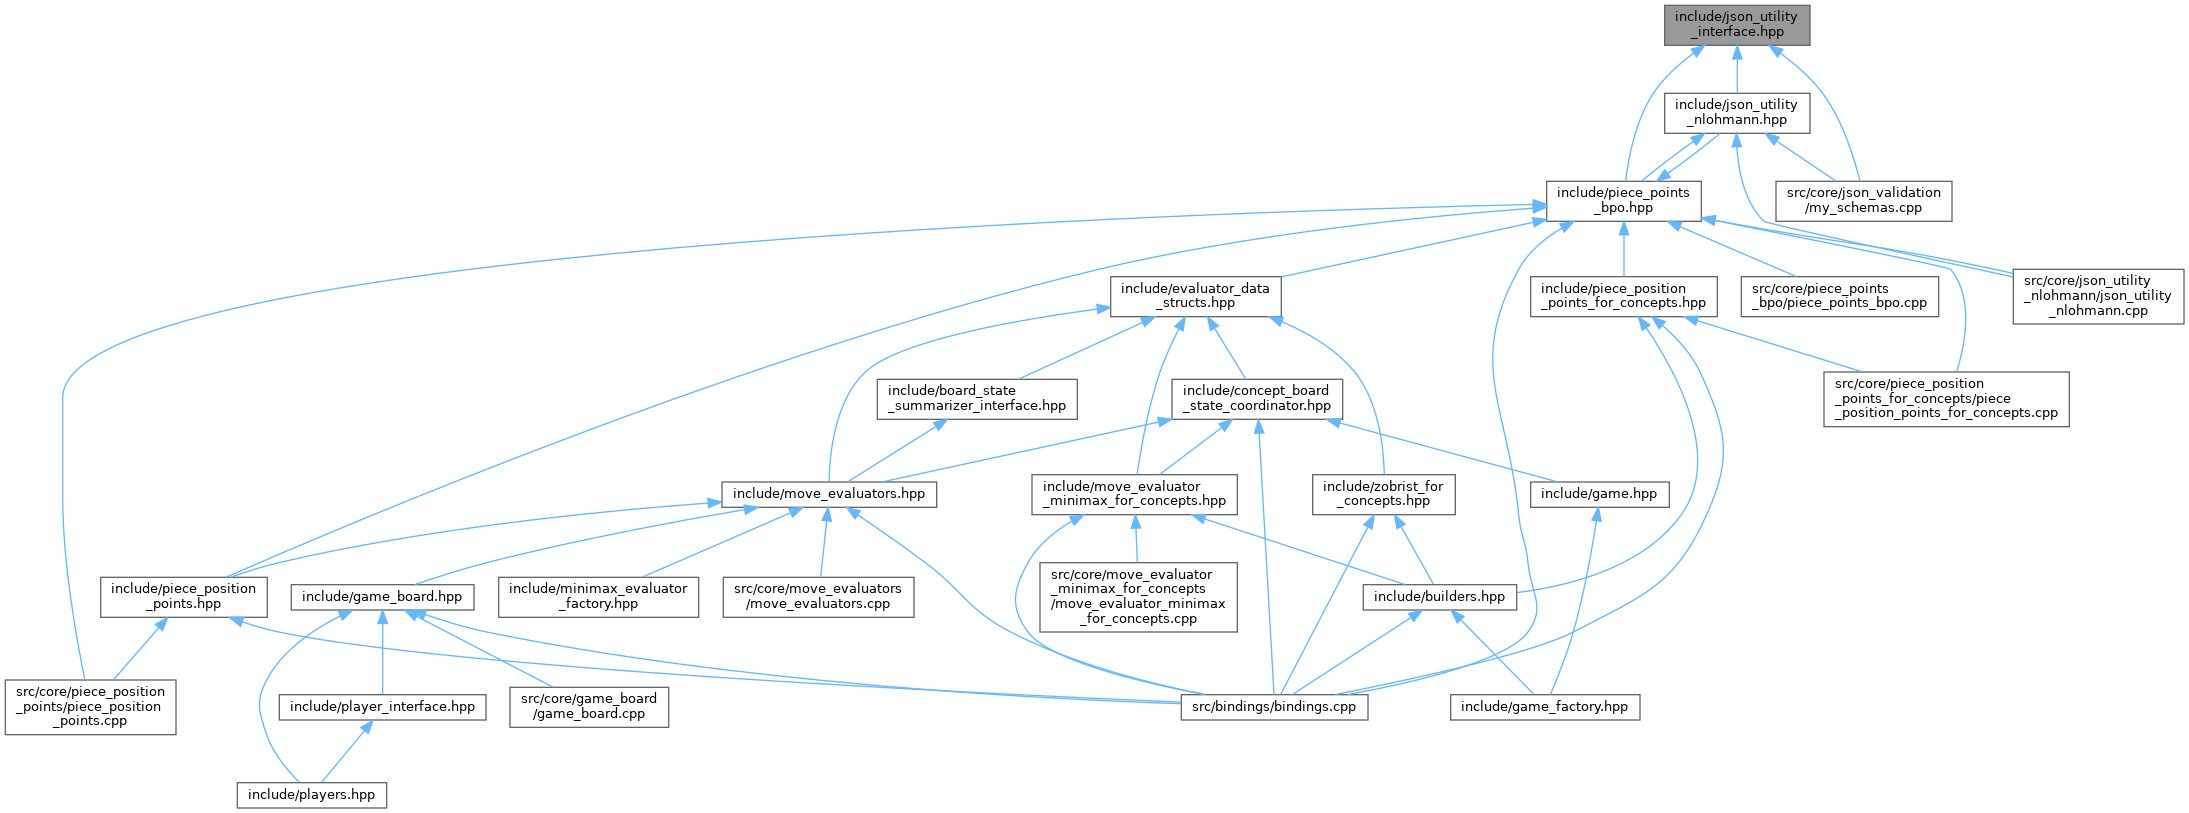 include/json_utility
_interface.hpp
include/json_utility
_nlohmann.hpp
include/piece_points
_bpo.hpp
src/core/json_validation
/my_schemas.cpp
include/evaluator_data
_structs.hpp
include/piece_position
_points_for_concepts.hpp
src/core/piece_points
_bpo/piece_points_bpo.cpp
src/core/json_utility
_nlohmann/json_utility
_nlohmann.cpp
include/board_state
_summarizer_interface.hpp
include/concept_board
_state_coordinator.hpp
src/core/piece_position
_points_for_concepts/piece
_position_points_for_concepts.cpp
include/move_evaluators.hpp
include/move_evaluator
_minimax_for_concepts.hpp
include/zobrist_for
_concepts.hpp
include/game.hpp
include/piece_position
_points.hpp
include/game_board.hpp
include/minimax_evaluator
_factory.hpp
src/core/move_evaluators
/move_evaluators.cpp
src/core/move_evaluator
_minimax_for_concepts
/move_evaluator_minimax
_for_concepts.cpp
include/builders.hpp
src/core/piece_position
_points/piece_position
_points.cpp
include/player_interface.hpp
src/core/game_board
/game_board.cpp
src/bindings/bindings.cpp
include/game_factory.hpp
include/players.hpp